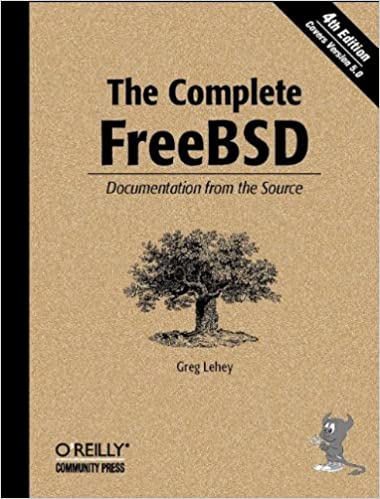 4th Edition
Covers Version 5.0
The Complete
FreeBSD
Documentation from the Source
Greg Lehey
O'REILLY®
COMMUNITY PRESS